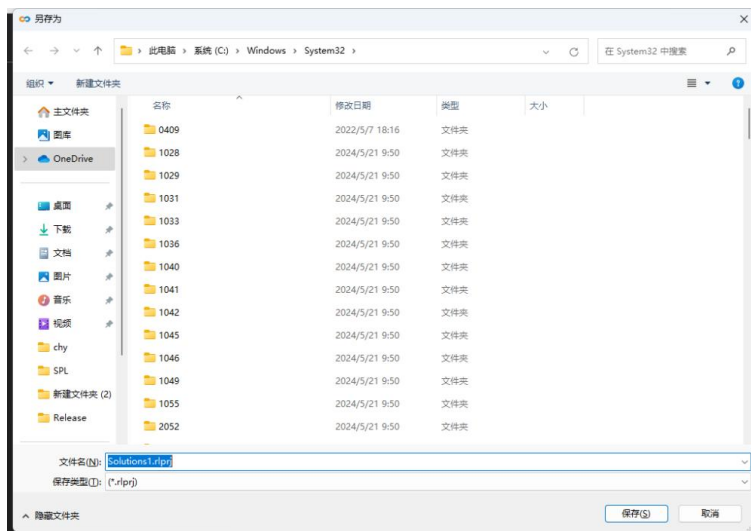 另存为
此电脑 > 系统 (C:) > Windows > System32 >
在 System32 中搜索
组织 新建文件夹
主文件夹
图库
OneDrive
桌面
下载
文档
图片
音乐
视频
chy
SPL
新建文件夹 (2)
Release
名称 修改日期 类型 大小
0409 2022/5/7 18:16 文件夹
1028 2024/5/21 9:50 文件夹
1029 2024/5/21 9:50 文件夹
1031 2024/5/21 9:50 文件夹
1033 2024/5/21 9:50 文件夹
1036 2024/5/21 9:50 文件夹
1040 2024/5/21 9:50 文件夹
1041 2024/5/21 9:50 文件夹
1042 2024/5/21 9:50 文件夹
1045 2024/5/21 9:50 文件夹
1046 2024/5/21 9:50 文件夹
1049 2024/5/21 9:50 文件夹
1055 2024/5/21 9:50 文件夹
2052 2024/5/21 9:50 文件夹
文件名(N): Solutions1.rlprj
保存类型(T): (*.rlprj)
隐藏文件夹 保存(S) 取消